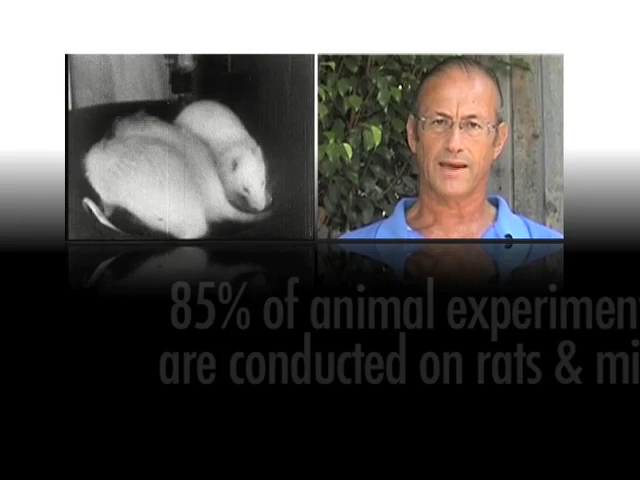 85% of animal experimen
are conducted on rats & mi